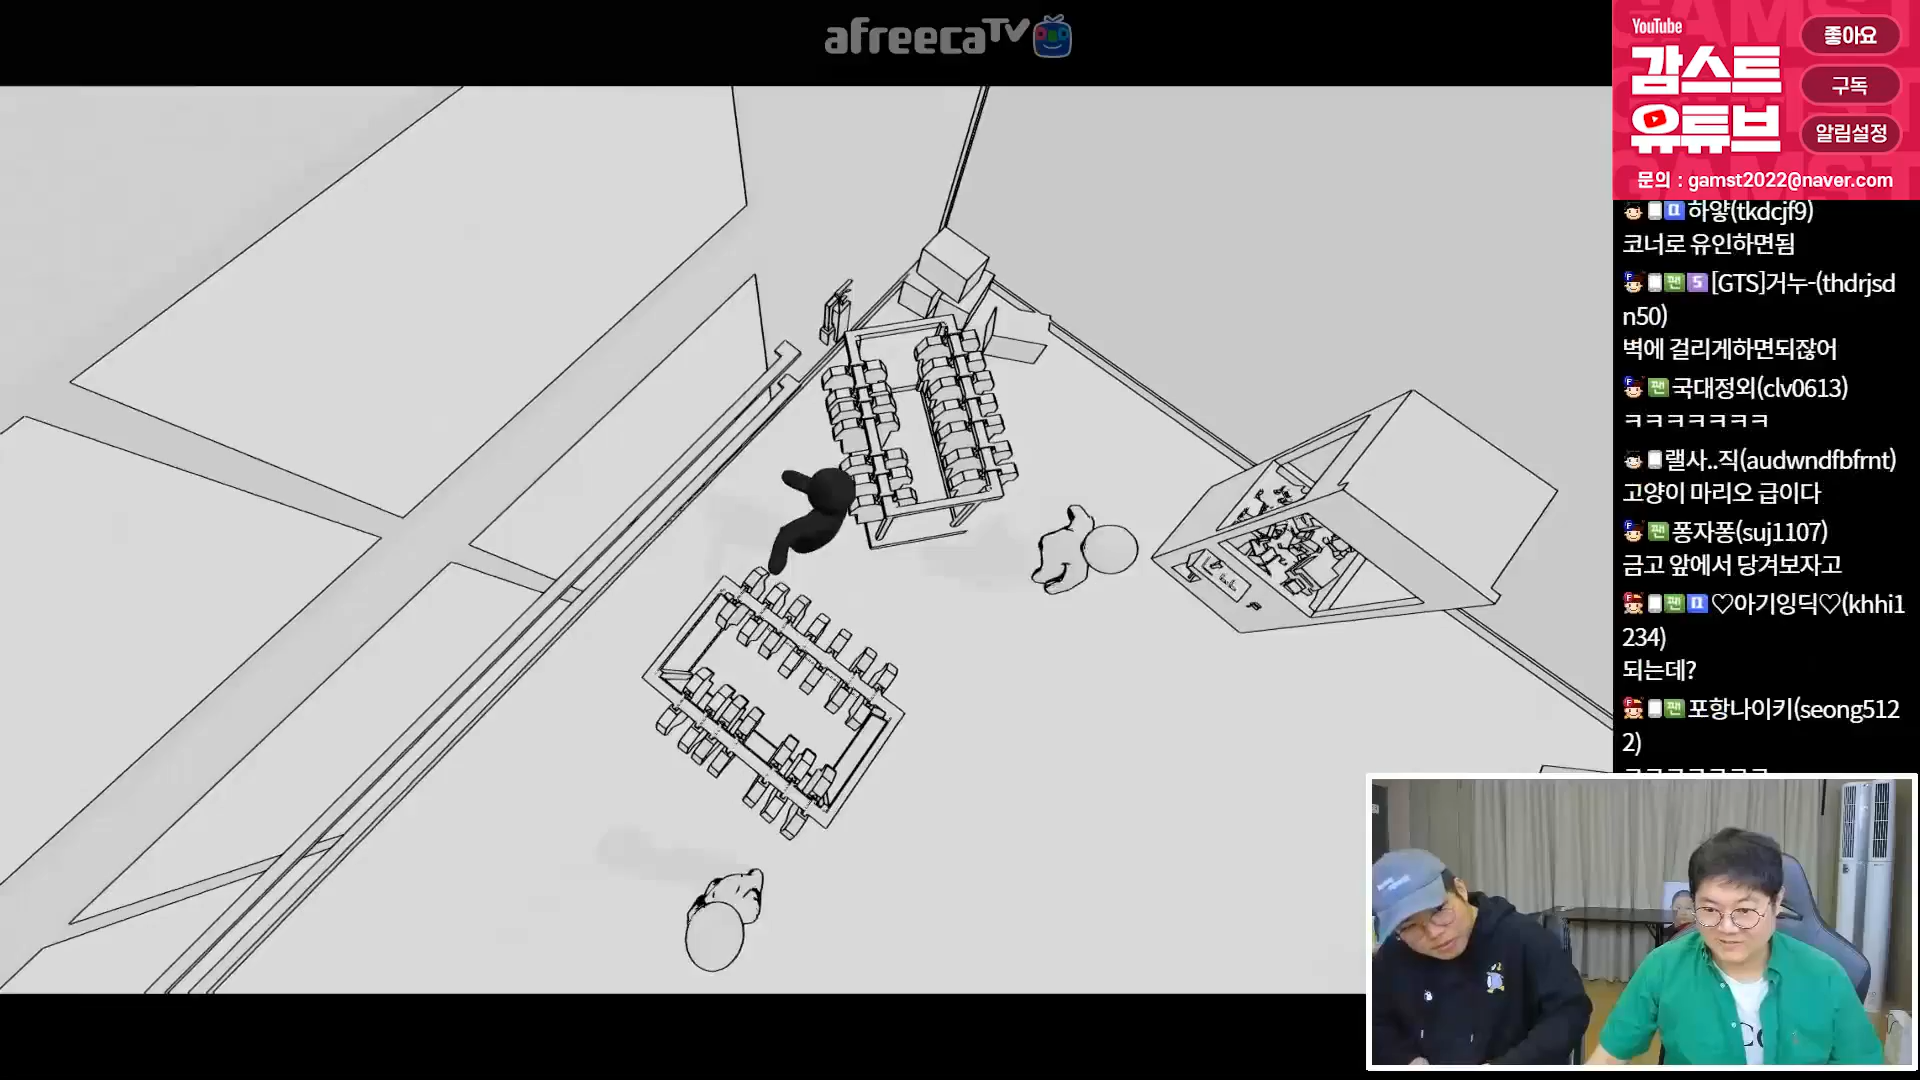 afreecaTV
YouTube
감스트
유튜브
좋아요
구독
알림설정
문의 : gamst2022@naver.com
하얗(tkdcjf9)
코너로 유인하면됨
[GTS]거누-(thdrjsd
n50)
벽에 걸리게하면되잖어
국대정외(clv0613)
ㅋㅋㅋㅋㅋㅋㅋ
랠사..직(audwndfbfrnt)
고양이 마리오 급이다
퐁자퐁(suj1107)
금고 앞에서 당겨보자고
♡아기잉딕♡(khhi1
234)
되는데?
포항나이키(seong512
2)